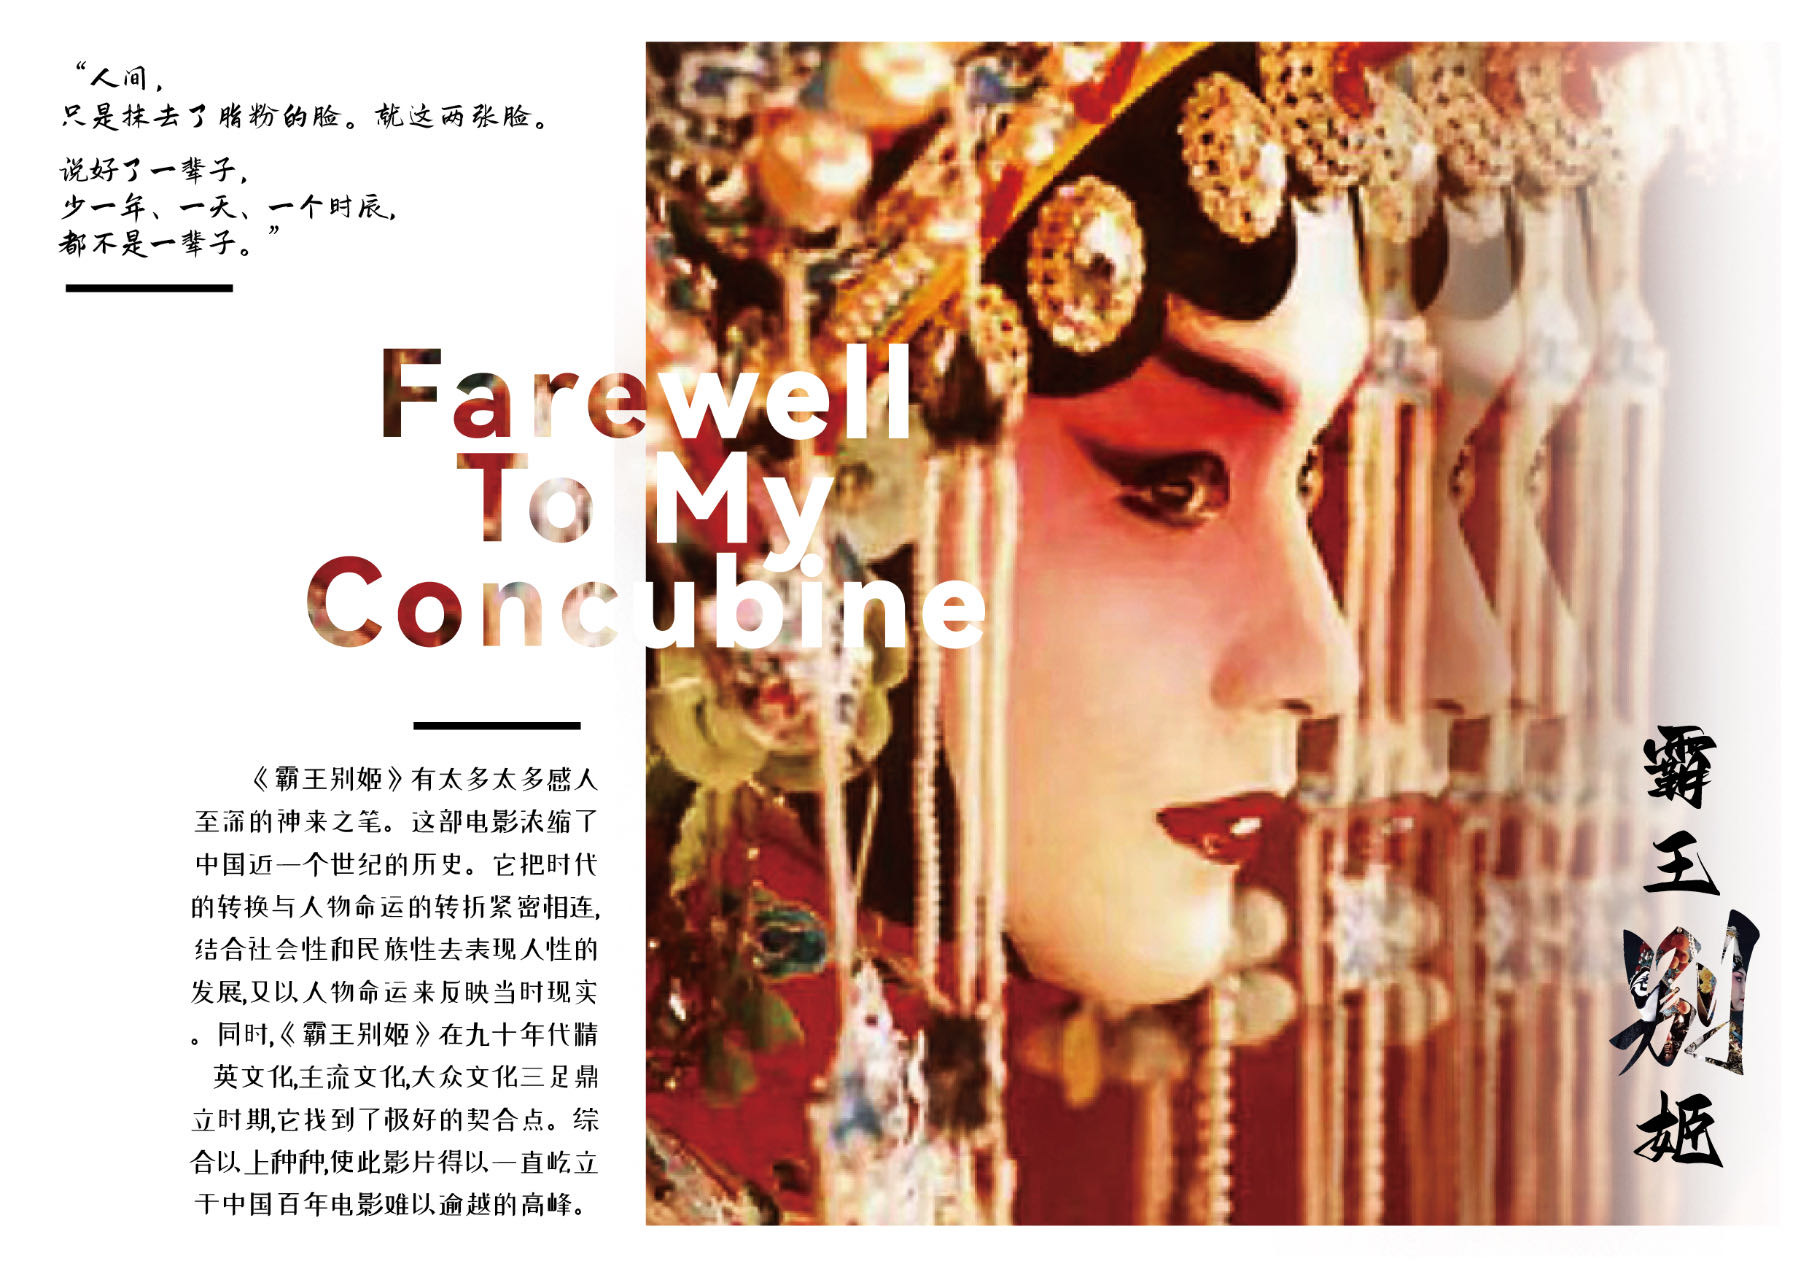 “人间，
只是抹去了脂粉的脸。就这两张脸。
说好了一辈子，
少一年、一天、一个时辰，
都不是一辈子。”
Farewell
To My
Concubine
《霸王别姬》有太多太多感人
至深的神来之笔。这部电影浓缩了
中国近一个世纪的历史。它把时代
的转换与人物命运的转折紧密相连,
结合社会性和民族性去表现人性的
发展,又以人物命运来反映当时现实
。同时,《霸王别姬》在九十年代精
英文化,主流文化,大众文化三足鼎
立时期,它找到了极好的契合点。综
合以上种种,使此影片得以一直屹立
于中国百年电影难以逾越的高峰。
霸
王
别
姬